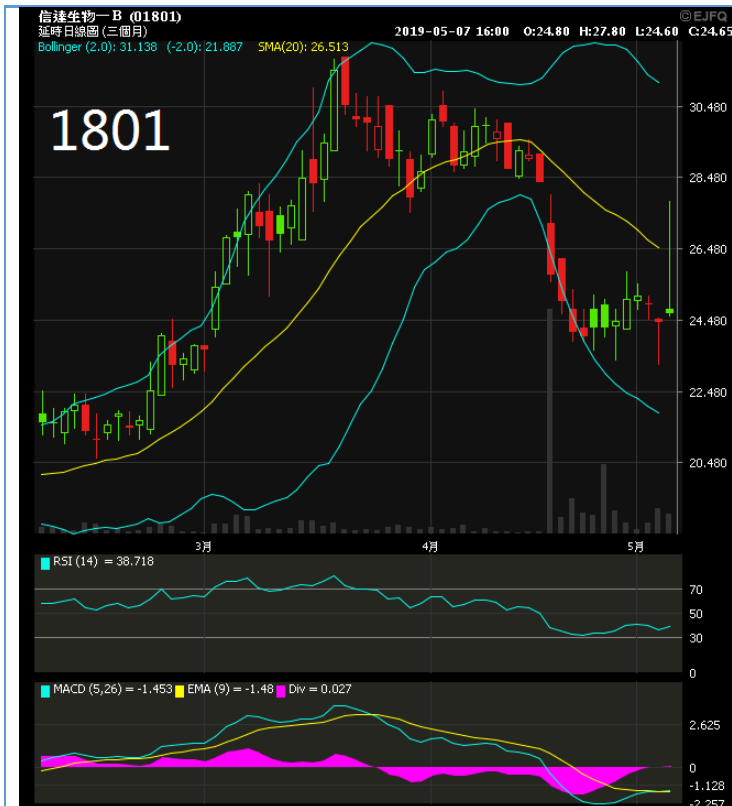 信達生物一B (01801)
©EJFQ
延時日線圖(三個月)
2019-05-07 16:00 O:24.80 H:27.80 L:24.60 C:24.65
Bollinger (2.0): 31.138 (-2.0): 21.887 SMA(20): 26.513
1801
30.480
28.480
26.480
24.480
22.480
20.480
3月 4月 5月
RSI (14) = 38.718
70
50
30
0
MACD (5,26) = -1.453 EMA (9) = -1.48 Div = 0.027
2.625
0
-1.128
-2.257